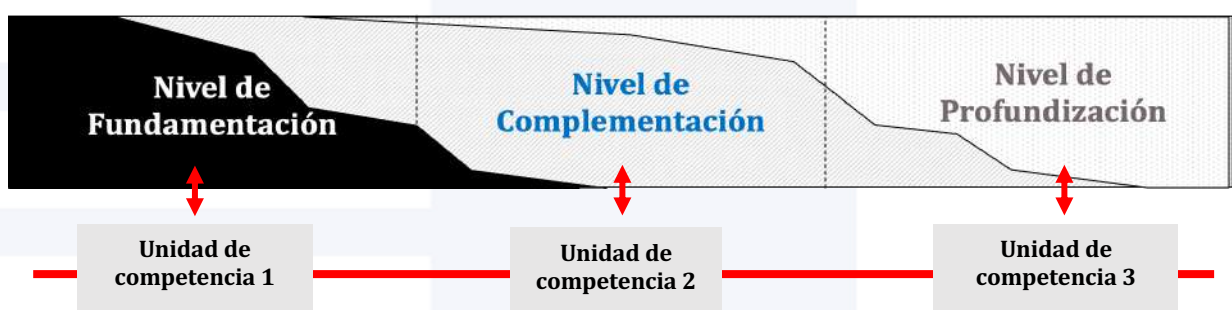 Nivel de
Fundamentación
Nivel de
Complementación
Nivel de
Profundización
Unidad de
competencia 1
Unidad de
competencia 2
Unidad de
competencia 3